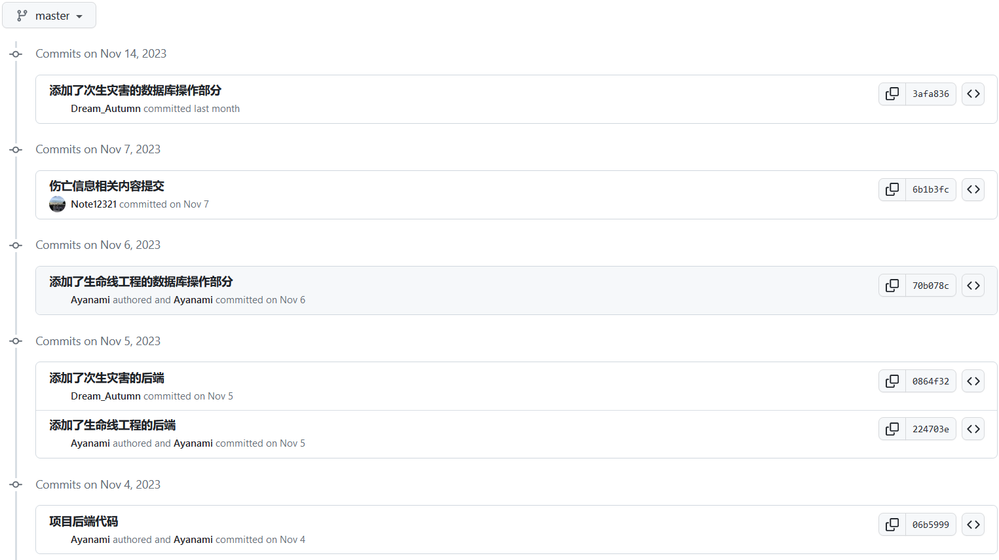 master
Commits on Nov 14, 2023
添加了次生灾害的数据库操作部分
3afa836
Dream_Autumn committed last month
Commits on Nov 7, 2023
伤亡信息相关内容提交
6b1b3fc
Note12321 committed on Nov 7
Commits on Nov 6, 2023
添加了生命线工程的数据库操作部分
70b078c
Ayanami authored and Ayanami committed on Nov 6
Commits on Nov 5, 2023
添加了次生灾害的后端
0864f32
Dream_Autumn committed on Nov 5
添加了生命线工程的后端
224703e
Ayanami authored and Ayanami committed on Nov 5
Commits on Nov 4, 2023
项目后端代码
06b5999
Ayanami authored and Ayanami committed on Nov 4